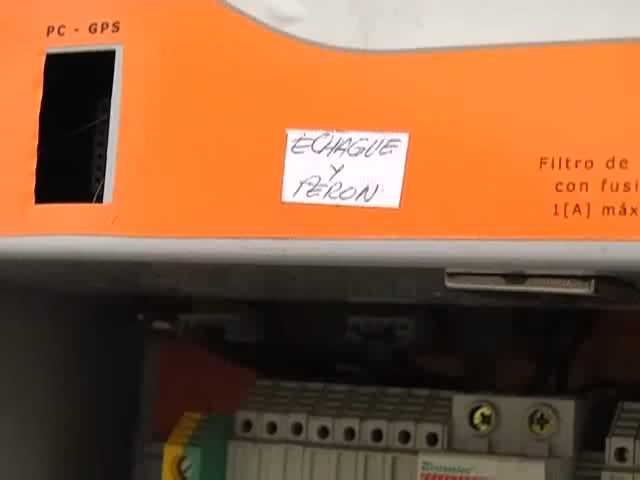 PC - GPS
ECHAGUE
Y
PERON
Filtro de
con fusi
1[A] máx